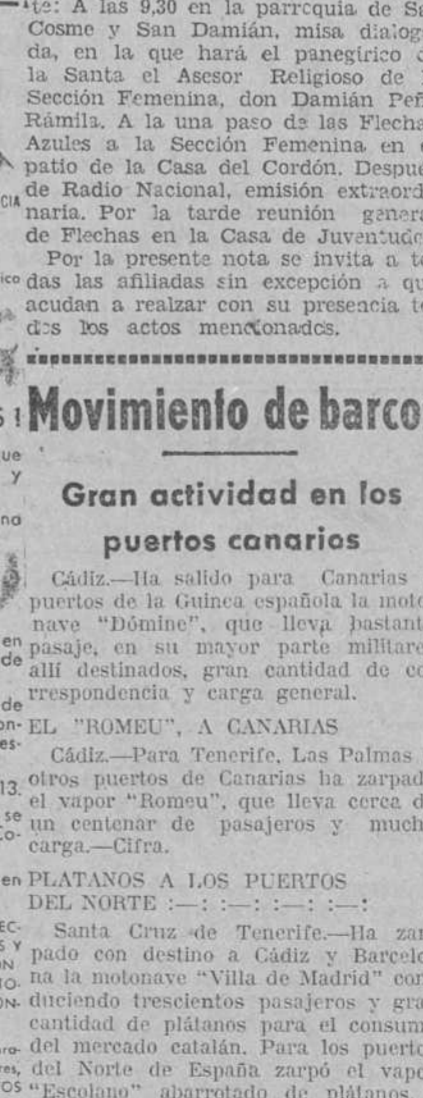 te: A las 9,30 en la parroquia de Sa
Cosme y San Damián, misa dialoga
da, en la que hará el panegírico d
la Santa el Asesor Religioso de l
Sección Femenina, don Damián Peñ
Rámila. A la una paso de las Flecha
Azules a la Sección Femenina en e
patio de la Casa del Cordón. Despué
de Radio Nacional, emisión extraord
naria. Por la tarde reunión genera
de Flechas en la Casa de Juventude
Por la presente nota se invita a to
das las afiliadas sin excepción a qu
acudan a realzar con su presencia to
dos los actos mencionados.
Movimiento de barco
Gran actividad en los
puertos canarios
Cádiz.—Ha salido para Canarias
puertos de la Guinea española la moto
nave "Dómine", que lleva bastant
pasaje, en su mayor parte militare
allí destinados, gran cantidad de co
rrespondencia y carga general.
EL "ROMEU", A CANARIAS
Cádiz.—Para Tenerife, Las Palmas
otros puertos de Canarias ha zarpad
el vapor "Romeu", que lleva cerca d
un centenar de pasajeros y much
carga.—Cifra.
PLATANOS A LOS PUERTOS
DEL NORTE :—: :—: :—: :—:
Santa Cruz de Tenerife.—Ha zar
pado con destino a Cádiz y Barcelo
na la motonave "Villa de Madrid" con
duciendo trescientos pasajeros y gra
cantidad de plátanos para el consum
del mercado catalán. Para los puerto
del Norte de España zarpó el vapo
"Escolano" abarrotado de plátanos